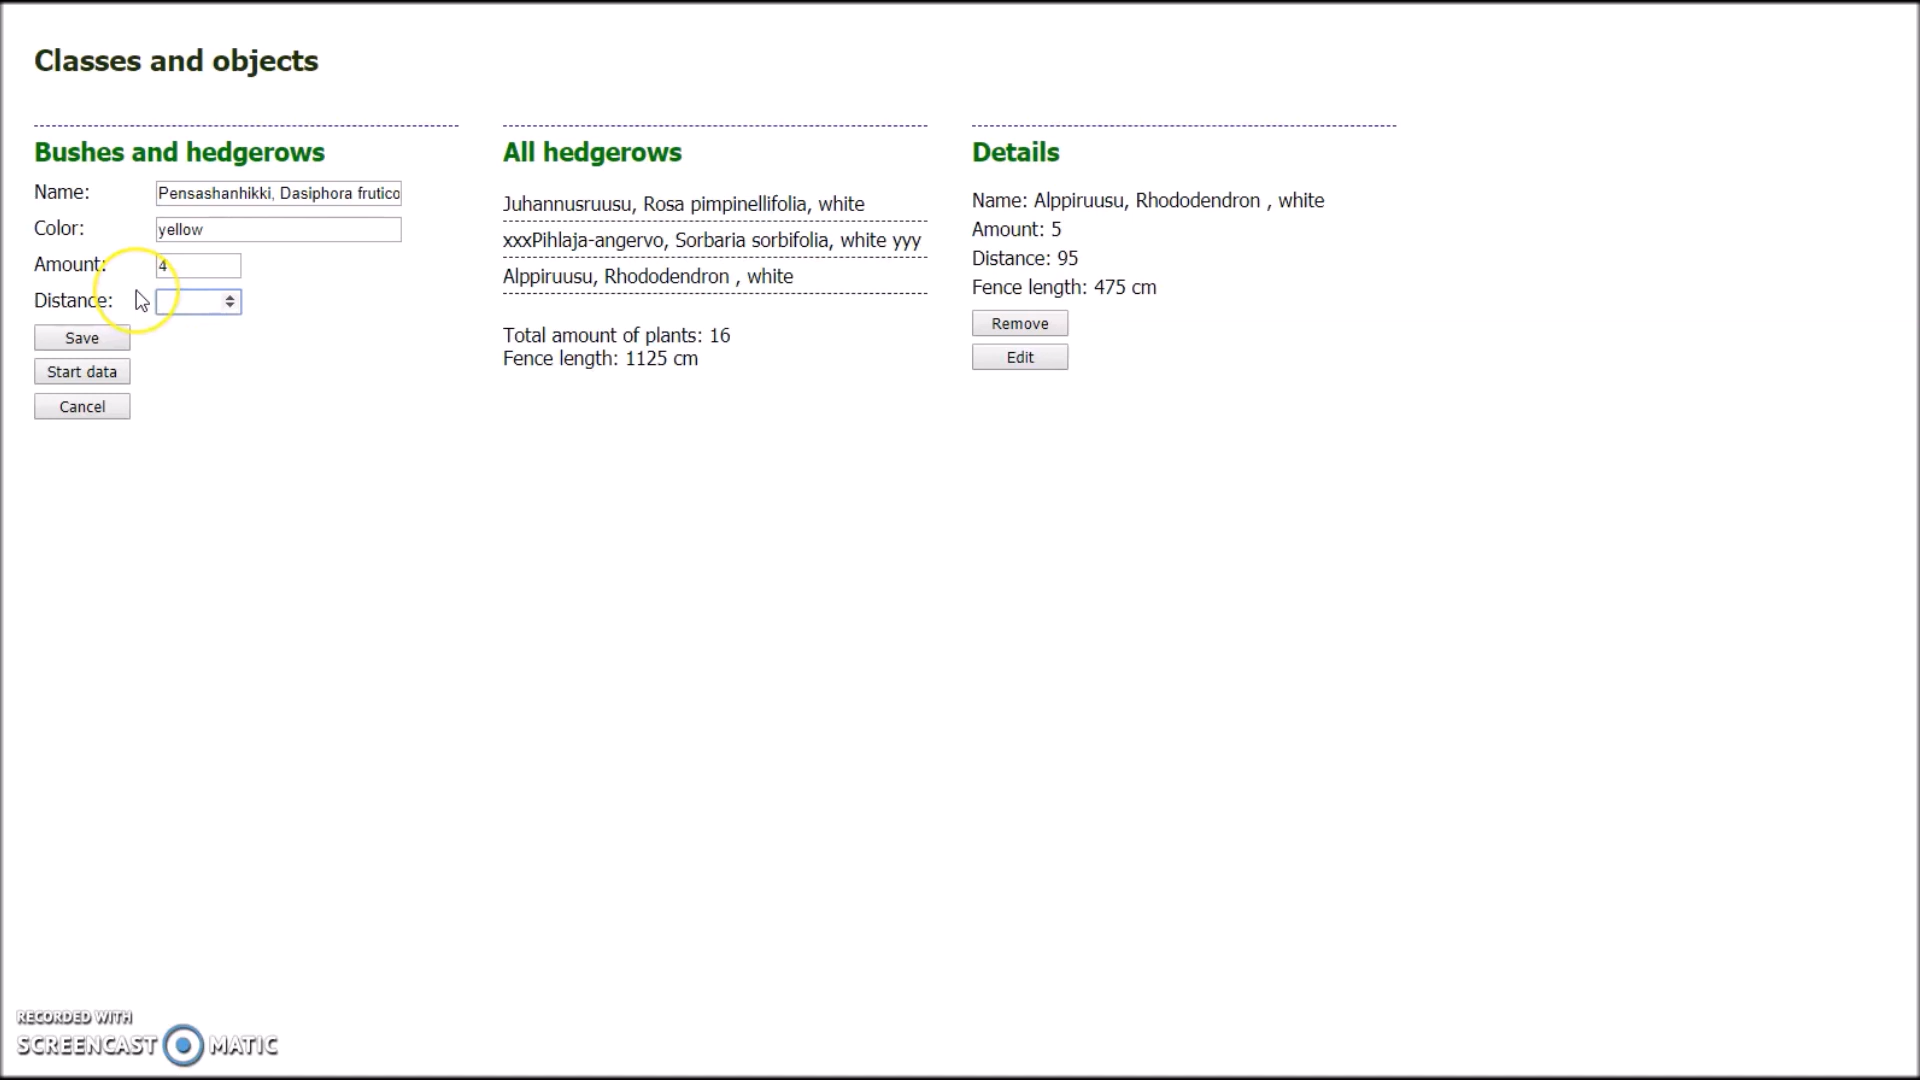 Classes and objects
Bushes and hedgerows
Name: Pensashanhikki, Dasiphora frutico
Color: yellow
Amount: 4
Distance:
Save
Start data
Cancel
All hedgerows
Juhannusruusu, Rosa pimpinellifolia, white
xxxPihlaja-angervo, Sorbaria sorbifolia, white yyy
Alppiruusu, Rhododendron , white
Total amount of plants: 16
Fence length: 1125 cm
Details
Name: Alppiruusu, Rhododendron , white
Amount: 5
Distance: 95
Fence length: 475 cm
Remove
Edit
RECORDED WITH
SCREENCAST MATIC